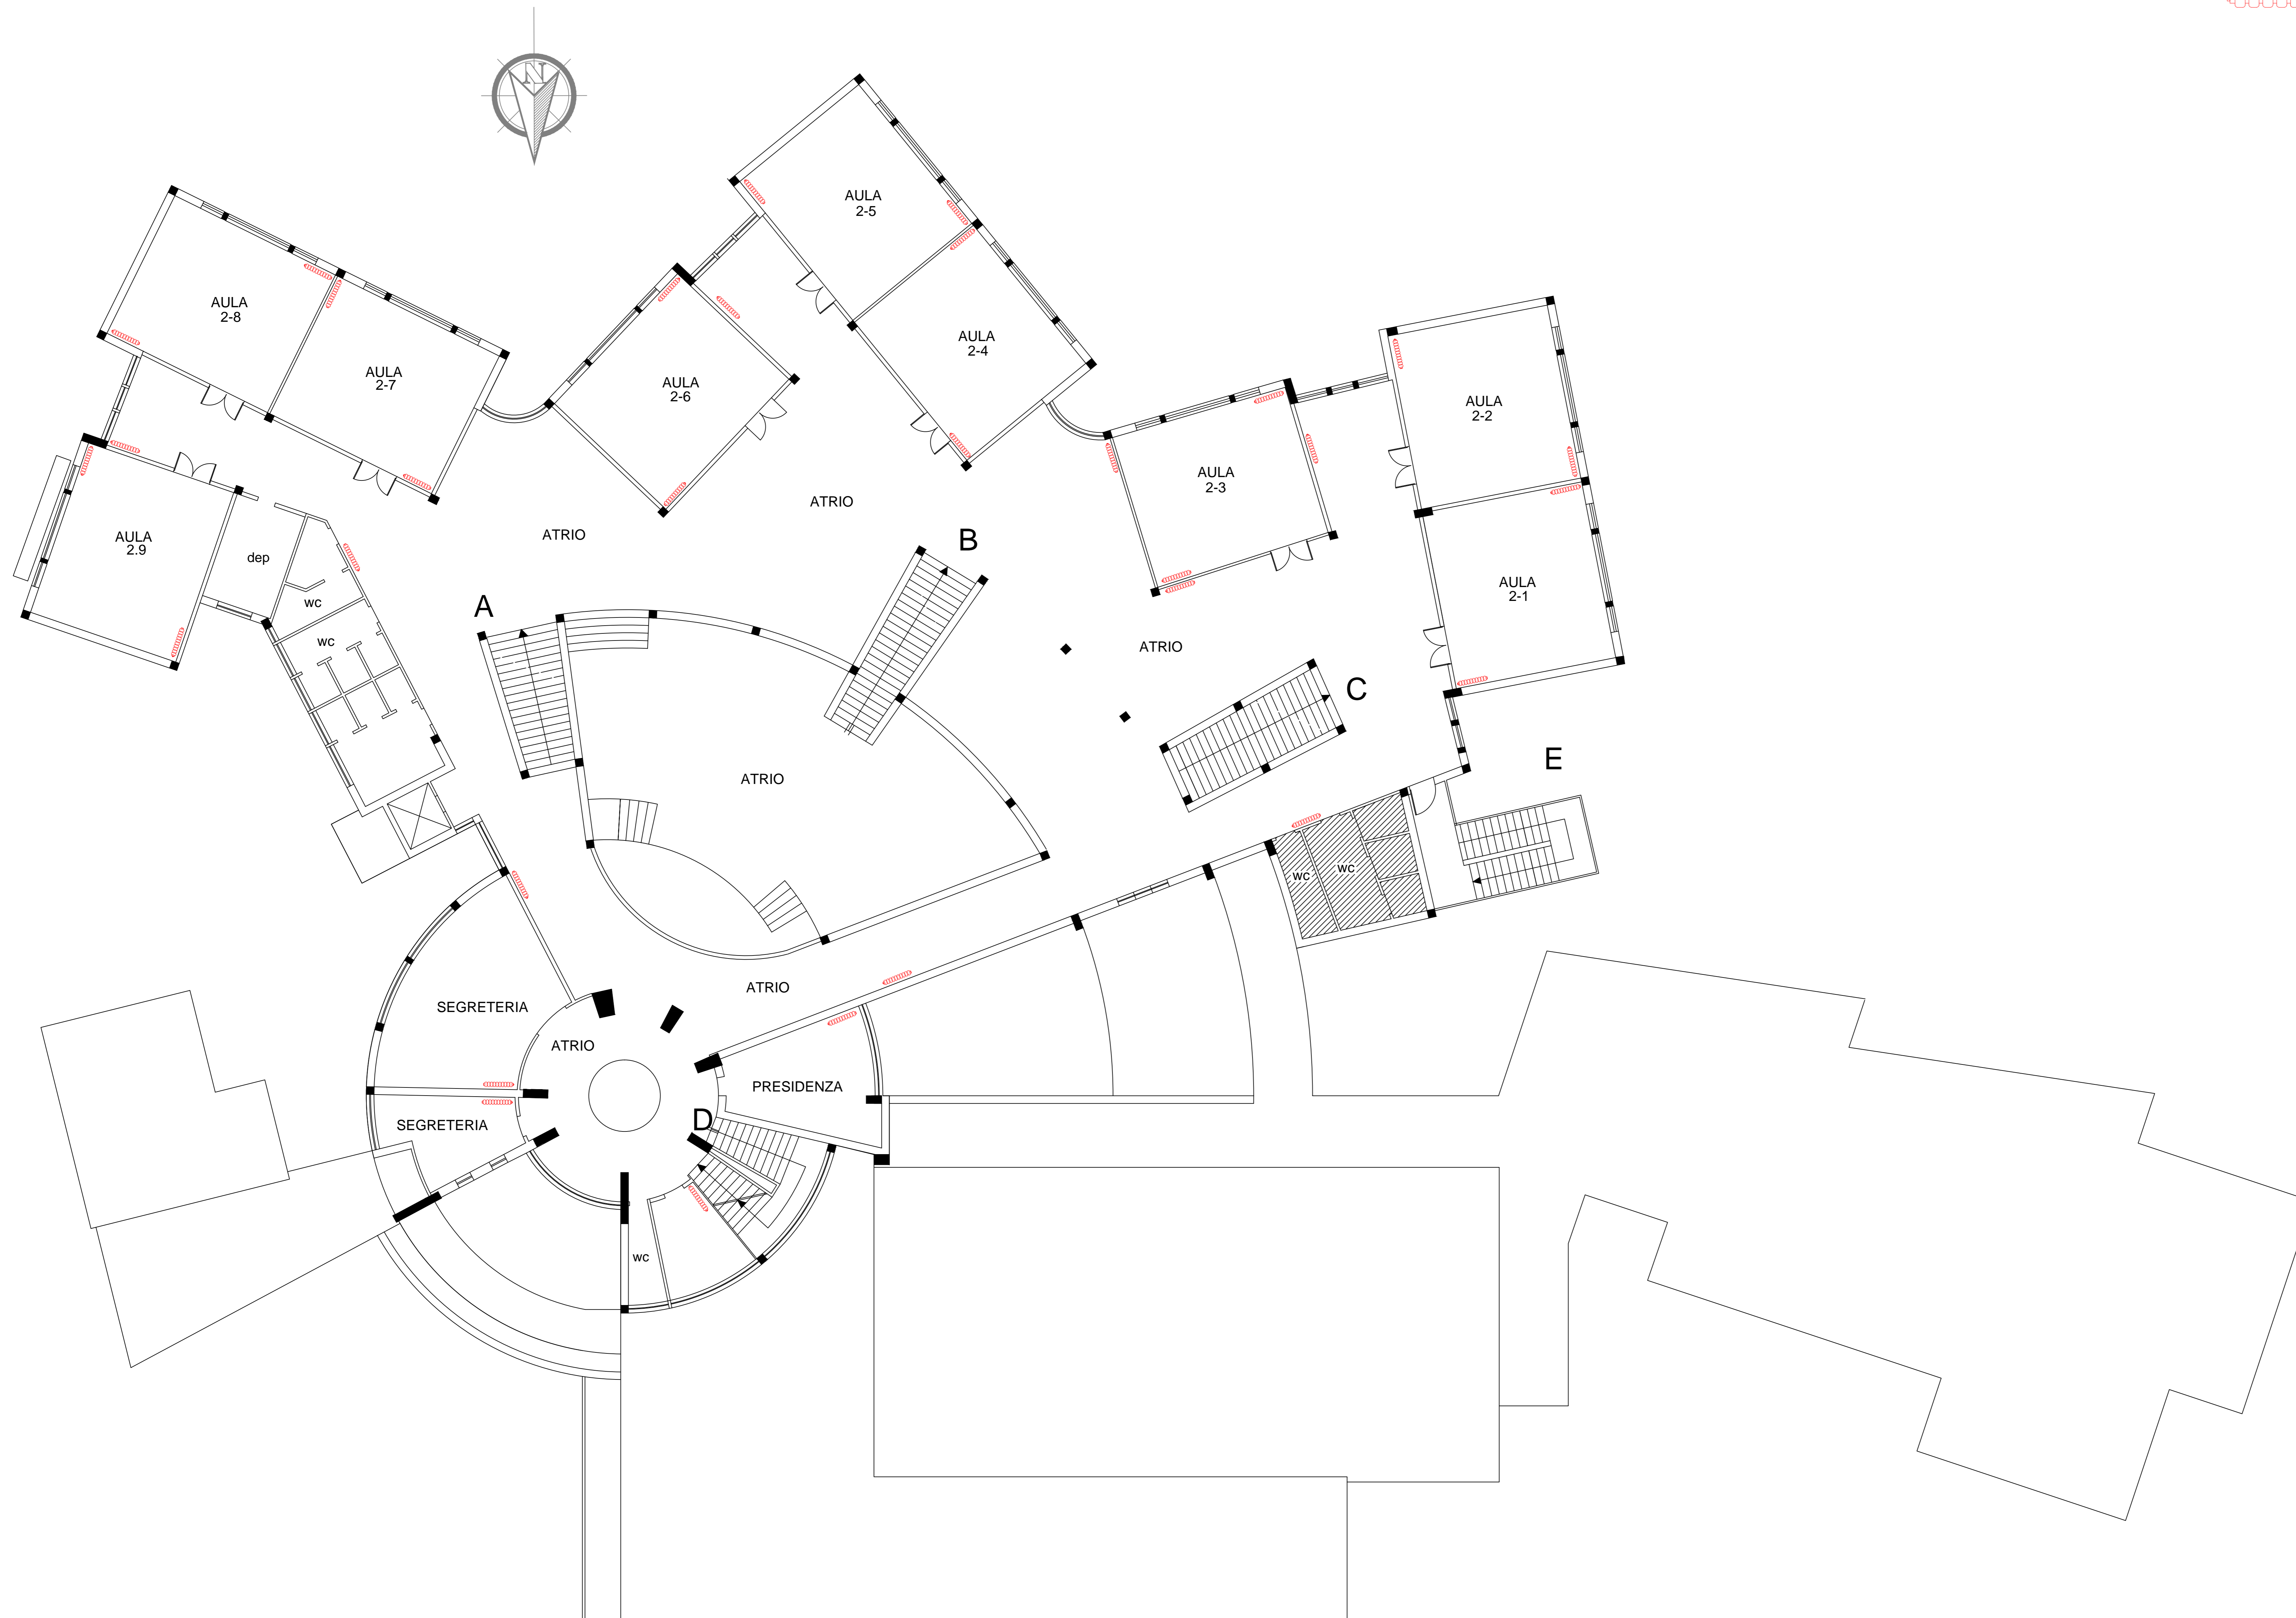 N
AULA
2-5
AULA
2-8
AULA
2-4
AULA
2-7
AULA
2-6
AULA
2-2
AULA
2-3
ATRIO
ATRIO
AULA
2.9
dep
B
AULA
2-1
wc
A
wc
ATRIO
C
E
ATRIO
wc
wc
ATRIO
SEGRETERIA
ATRIO
PRESIDENZA
SEGRETERIA
D
wc